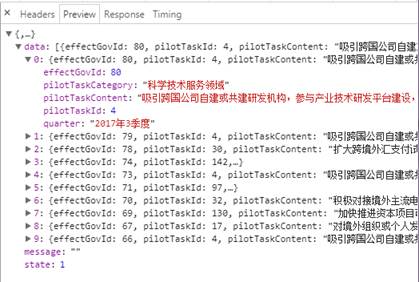 Headers Preview Response Timing
{,…}
data: [{effectGovId: 80, pilotTaskId: 4, pilotTaskContent: "吸引跨国公司自建
0: {effectGovId: 80, pilotTaskId: 4, pilotTaskContent: "吸引跨国公司自建或共
effectGovId: 80
pilotTaskCategory: "科学技术服务领域"
pilotTaskContent: "吸引跨国公司自建或共建研发机构，参与产业技术研发平台建设，
pilotTaskId: 4
quarter: "2017年3季度"
1: {effectGovId: 79, pilotTaskId: 4, pilotTaskContent: "吸引跨国公司自建或共
2: {effectGovId: 78, pilotTaskId: 30, pilotTaskContent: "扩大跨境外汇支付试
3: {effectGovId: 74, pilotTaskId: 142,…}
4: {effectGovId: 73, pilotTaskId: 4, pilotTaskContent: "吸引跨国公司自建或共
5: {effectGovId: 71, pilotTaskId: 97,…}
6: {effectGovId: 70, pilotTaskId: 32, pilotTaskContent: "积极对接境外主流电
7: {effectGovId: 69, pilotTaskId: 130, pilotTaskContent: "加快推进资本项目可
8: {effectGovId: 67, pilotTaskId: 17, pilotTaskContent: "对境外组织或个人发
9: {effectGovId: 66, pilotTaskId: 4, pilotTaskContent: "吸引跨国公司自建或共
message: ""
state: 1